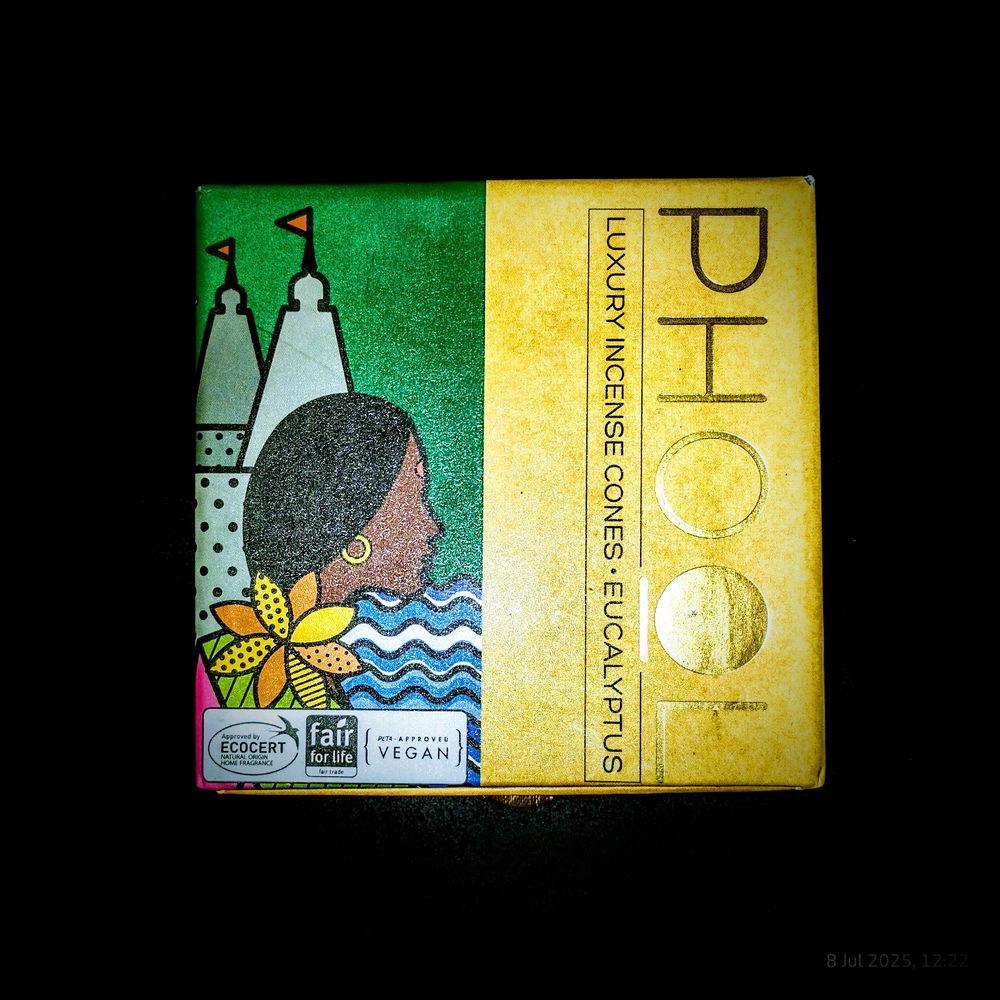 PHOOL
LUXURY INCENSE CONES • EUCALYPTUS
Approved by
ECOCERT
NATURAL ORIGIN
HOME FRAGRANCE
fair
for life
fair trade
PeTA-APPROVED
VEGAN
8 Jul 2025, 12:22